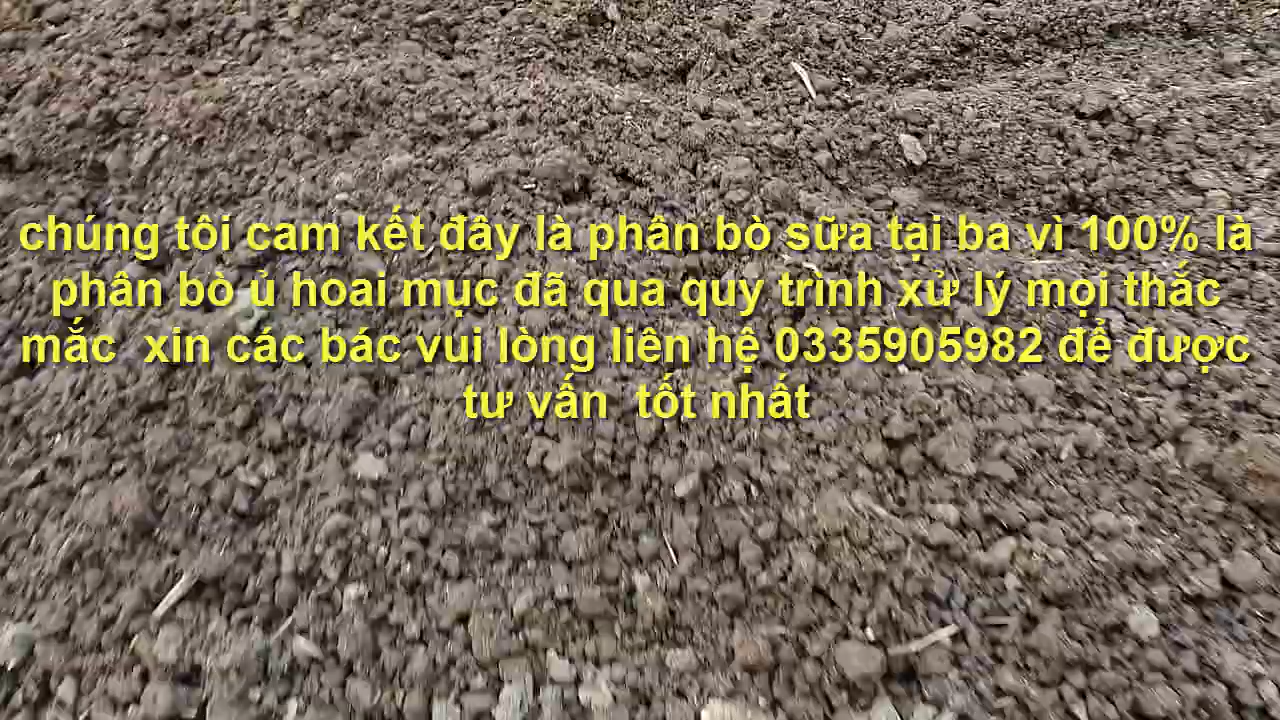 chúng tôi cam kết đây là phân bò sữa tại ba vì 100% là
phân bò ủ hoai mục đã qua quy trình xử lý mọi thắc
mắc  xin các bác vui lòng liên hệ 0335905982 để được
tư vấn  tốt nhất